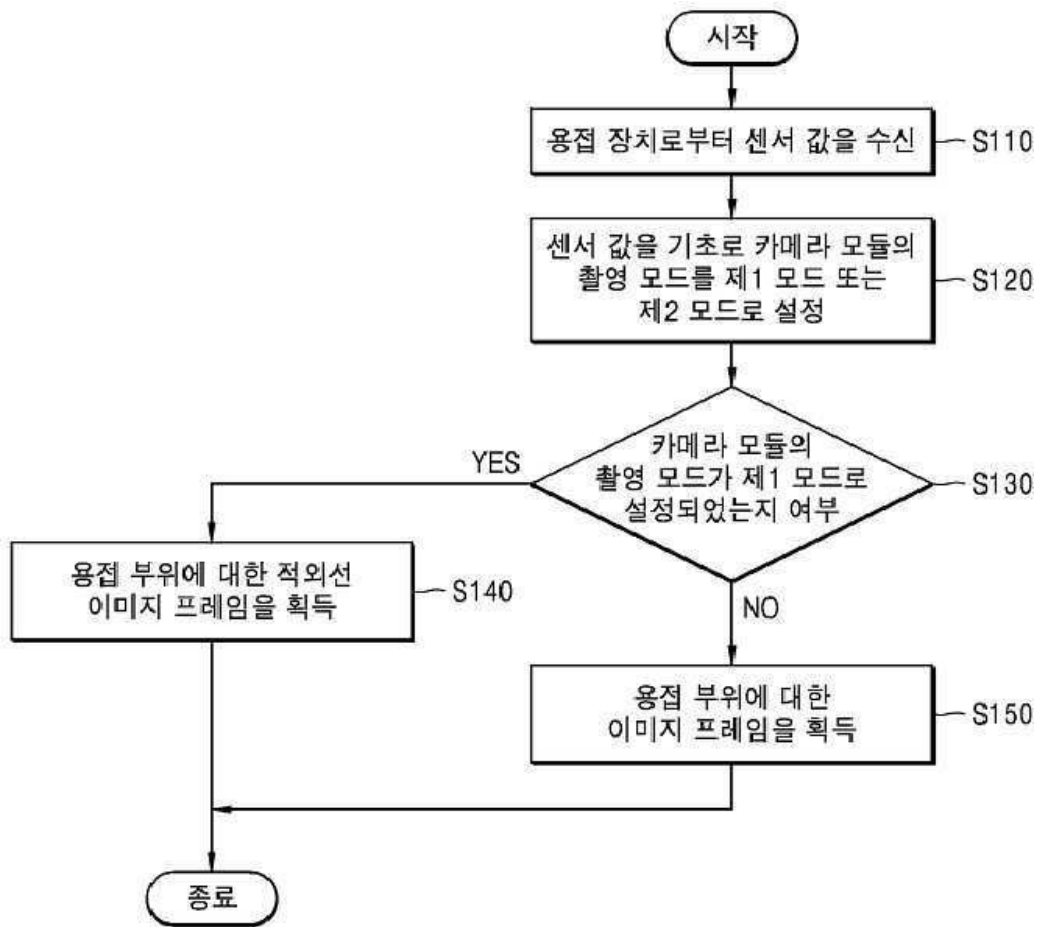 시작
용접 장치로부터 센서 값을 수신
S110
센서 값을 기초로 카메라 모듈의
촬영 모드를 제1 모드 또는
제2 모드로 설정
S120
카메라 모듈의
촬영 모드가 제1 모드로
설정되었는지 여부
S130
YES
용접 부위에 대한 적외선
이미지 프레임을 획득
S140
NO
용접 부위에 대한
이미지 프레임을 획득
S150
종료